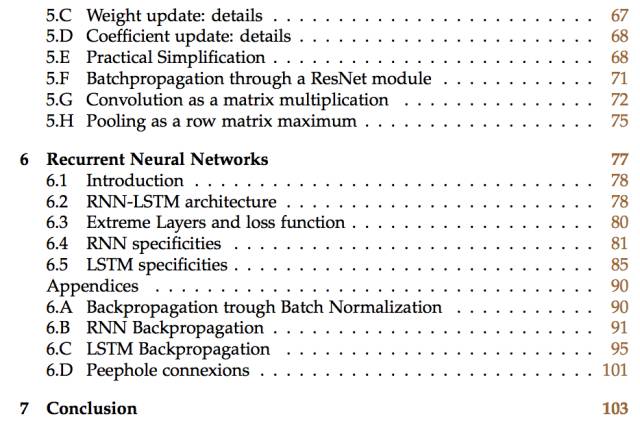 5.C Weight update: details . . . . . . . . . . . . . . . . . . . . . . . 67
5.D Coefficient update: details . . . . . . . . . . . . . . . . . . . . . 68
5.E Practical Simplification . . . . . . . . . . . . . . . . . . . . . . . 68
5.F Batchpropagation through a ResNet module . . . . . . . . . . . 71
5.G Convolution as a matrix multiplication . . . . . . . . . . . . . . 72
5.H Pooling as a row matrix maximum . . . . . . . . . . . . . . . . . 75
6 Recurrent Neural Networks 77
6.1 Introduction . . . . . . . . . . . . . . . . . . . . . . . . . . . . . 78
6.2 RNN-LSTM architecture . . . . . . . . . . . . . . . . . . . . . . 78
6.3 Extreme Layers and loss function . . . . . . . . . . . . . . . . . . 80
6.4 RNN specificities . . . . . . . . . . . . . . . . . . . . . . . . . . 81
6.5 LSTM specificities . . . . . . . . . . . . . . . . . . . . . . . . . . 85
Appendices . . . . . . . . . . . . . . . . . . . . . . . . . . . . . . . 90
6.A Backpropagation trough Batch Normalization . . . . . . . . . . 90
6.B RNN Backpropagation . . . . . . . . . . . . . . . . . . . . . . . 91
6.C LSTM Backpropagation . . . . . . . . . . . . . . . . . . . . . . 95
6.D Peephole connexions . . . . . . . . . . . . . . . . . . . . . . . . 101
7 Conclusion 103